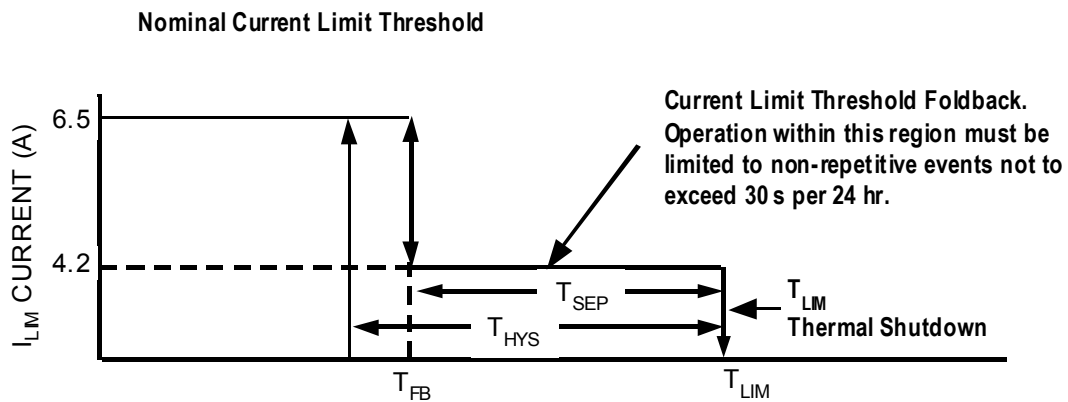 Nominal Current Limit Threshold
6.5
4.2
I_LIM CURRENT (A)
Current Limit Threshold Foldback.
Operation within this region must be
limited to non-repetitive events not to
exceed 30 s per 24 hr.
T_SEP
T_HYS
T_LIM
Thermal Shutdown
T_FB
T_LIM